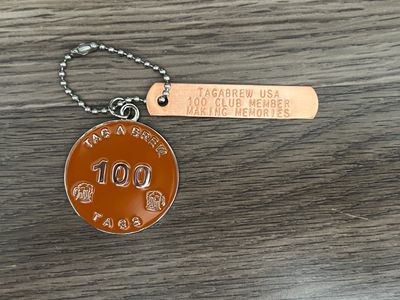 TAGABREW USA
100 CLUB MEMBER
MAKING MEMORIES
TAG A BREW
100
TAGS